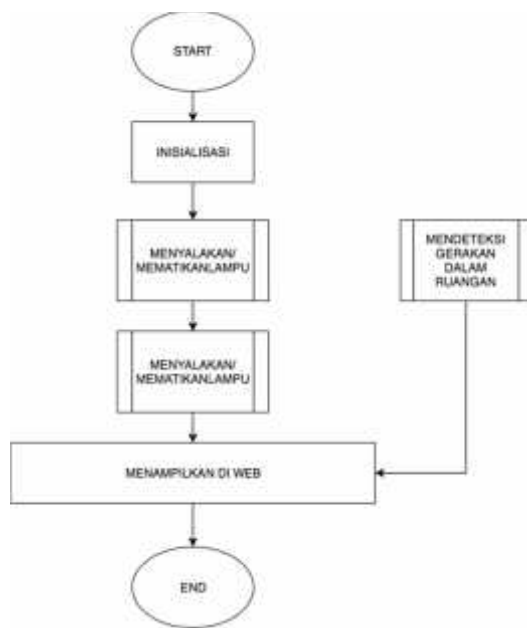 START
INISIALISASI
MENYALAKAN/
MEMATIKANLAMPU
MENDETEKSI
GERAKAN
DALAM
RUANGAN
MENYALAKAN/
MEMATIKANLAMPU
MENAMPILKAN DI WEB
END